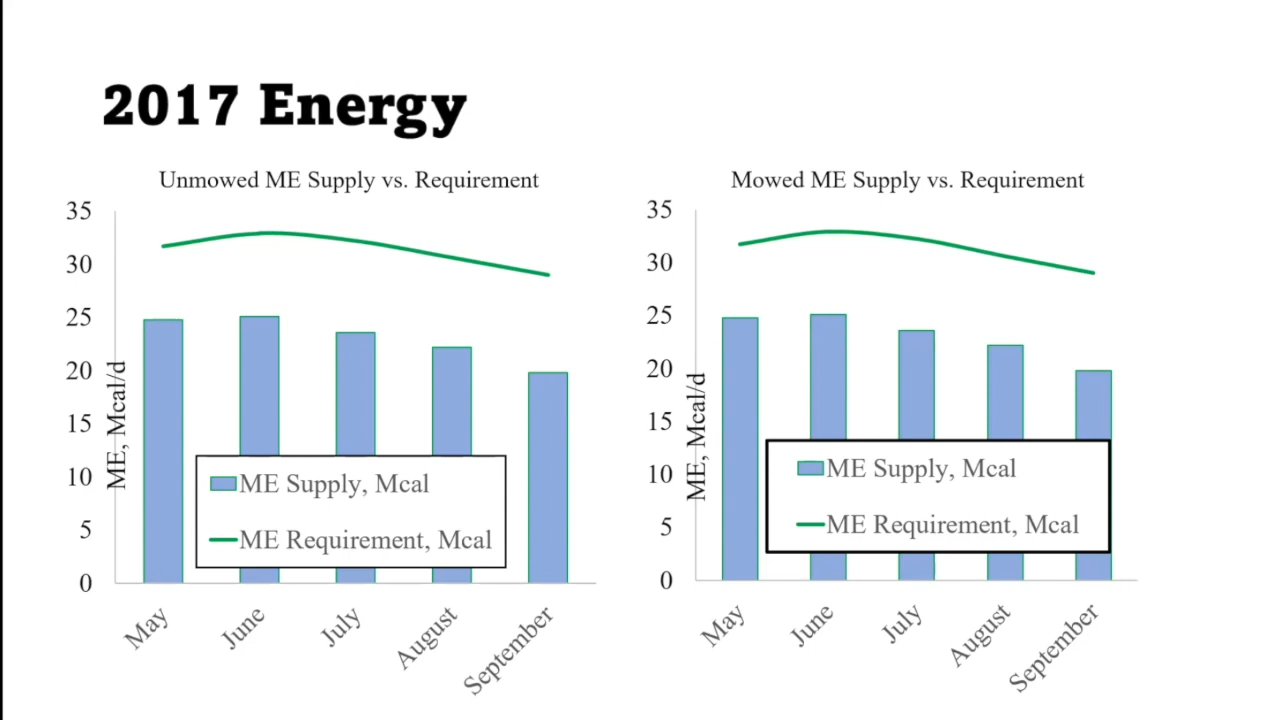 2017 Energy
Unmowed ME Supply vs. Requirement
35
30
25
20
15
10
5
0
ME, Mcal/d
ME Supply, Mcal
ME Requirement, Mcal
May
June
July
August
September
Mowed ME Supply vs. Requirement
35
30
25
20
15
10
5
0
ME, Mcal/d
ME Supply, Mcal
ME Requirement, Mcal
May
June
July
August
September